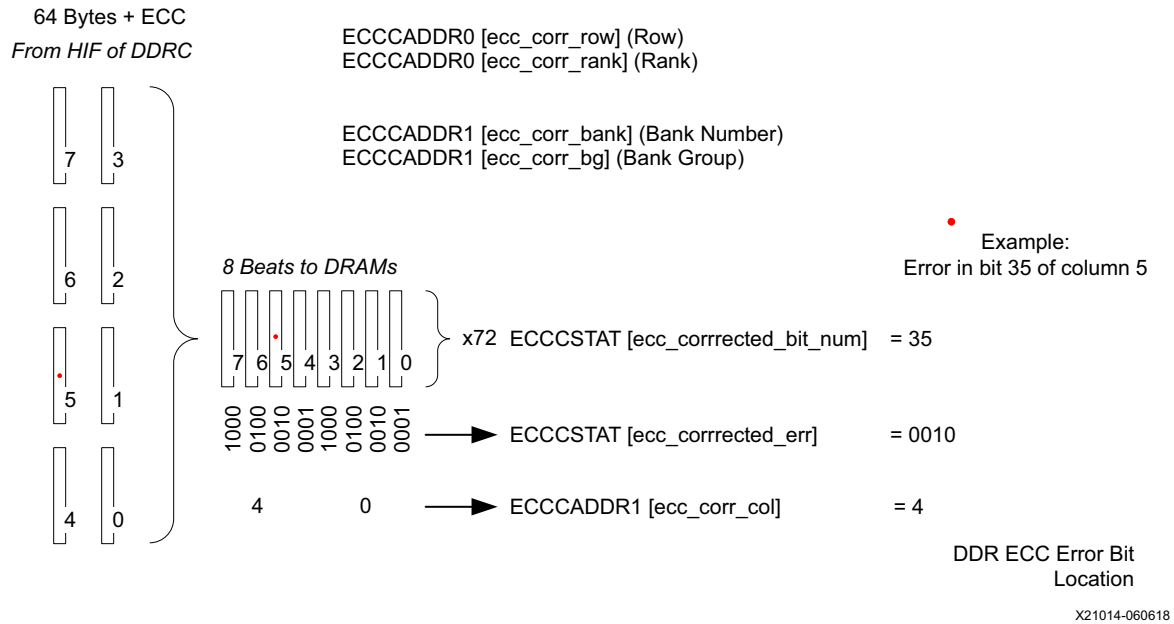 64 Bytes + ECC
From HIF of DDRC
ECCCADDR0 [ecc_corr_row] (Row)
ECCCADDR0 [ecc_corr_rank] (Rank)
ECCCADDR1 [ecc_corr_bank] (Bank Number)
ECCCADDR1 [ecc_corr_bg] (Bank Group)
7 3
6 2
5 1
4 0
Example:
Error in bit 35 of column 5
8 Beats to DRAMs
7 6 5 4 3 2 1 0
x72 ECCCSTAT [ecc_corrrected_bit_num] = 35
1000 0100 0010 0001 1000 0100 0010 0001
ECCCSTAT [ecc_corrrected_err] = 0010
4 0
ECCCADDR1 [ecc_corr_col] = 4
DDR ECC Error Bit
Location
X21014-060618